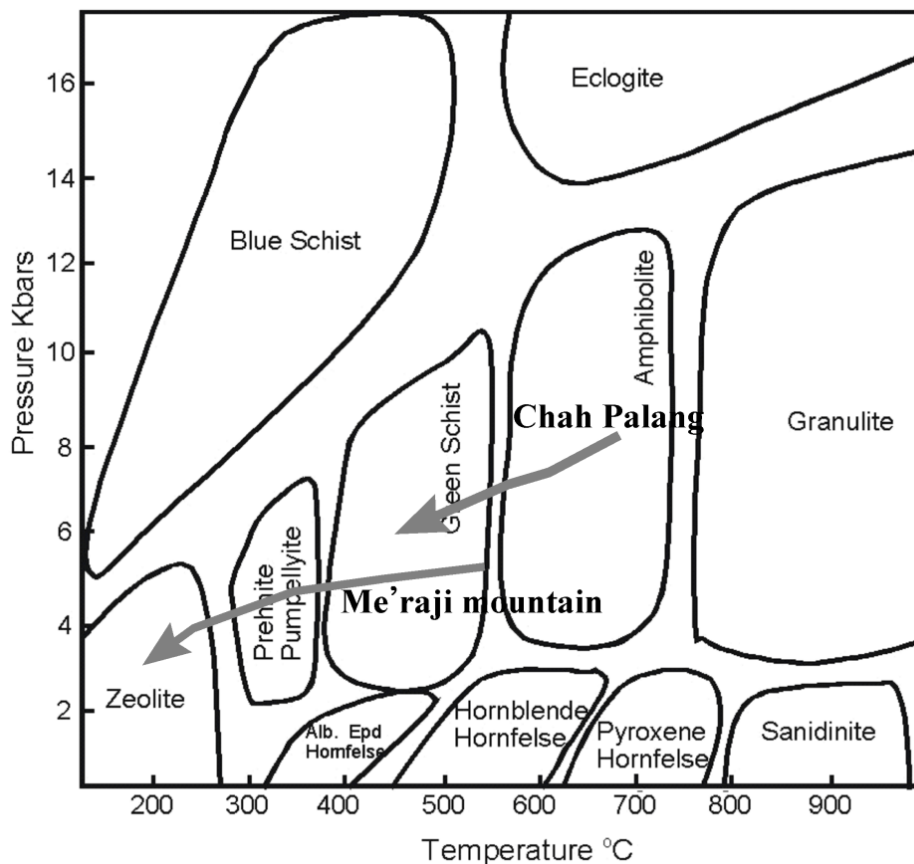 Pressure Kbars
16
14
12
10
8
6
4
2
Eclogite
Blue Schist
Amphibolite
Granulite
Green Schist
Chah Palang
Prehnite
Pumpellyite
Me’raji mountain
Zeolite
Alb. Epd
Hornfelse
Hornblende
Hornfelse
Pyroxene
Hornfelse
Sanidinite
200 300 400 500 600 700 800 900
Temperature °C